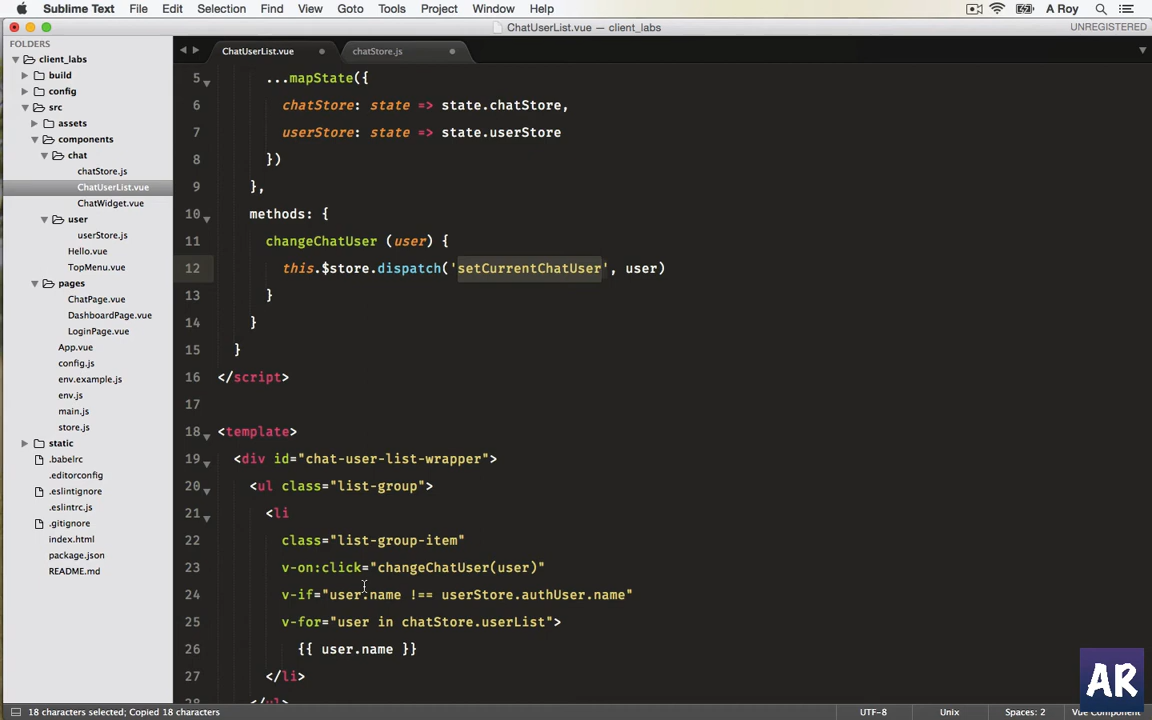 Sublime Text File Edit Selection Find View Goto Tools Project Window Help A Roy
ChatUserList.vue — client_labs UNREGISTERED
FOLDERS
client_labs
build
config
src
assets
components
chat
chatStore.js
ChatUserList.vue
ChatWidget.vue
user
userStore.js
Hello.vue
TopMenu.vue
pages
ChatPage.vue
DashboardPage.vue
LoginPage.vue
App.vue
config.js
env.example.js
env.js
main.js
store.js
static
.babelrc
.editorconfig
.eslintignore
.eslintrc.js
.gitignore
index.html
package.json
README.md
ChatUserList.vue chatStore.js
5 ...mapState({
6 chatStore: state => state.chatStore,
7 userStore: state => state.userStore
8 })
9 },
10 methods: {
11 changeChatUser (user) {
12 this.$store.dispatch('setCurrentChatUser', user)
13 }
14 }
15 }
16 </script>
17
18 <template>
19 <div id="chat-user-list-wrapper">
20 <ul class="list-group">
21 <li
22 class="list-group-item"
23 v-on:click="changeChatUser(user)"
24 v-if="user.name !== userStore.authUser.name"
25 v-for="user in chatStore.userList">
26 {{ user.name }}
27 </li>
28 </ul>
AR
18 characters selected; Copied 18 characters UTF-8 Unix Spaces: 2 Vue Component